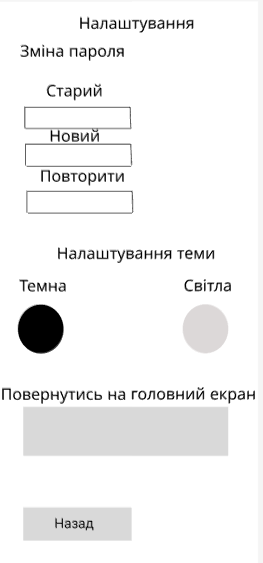 Налаштування
Зміна пароля
Старий
Новий
Повторити
Налаштування теми
Темна Світла
Повернутись на головний екран
Назад